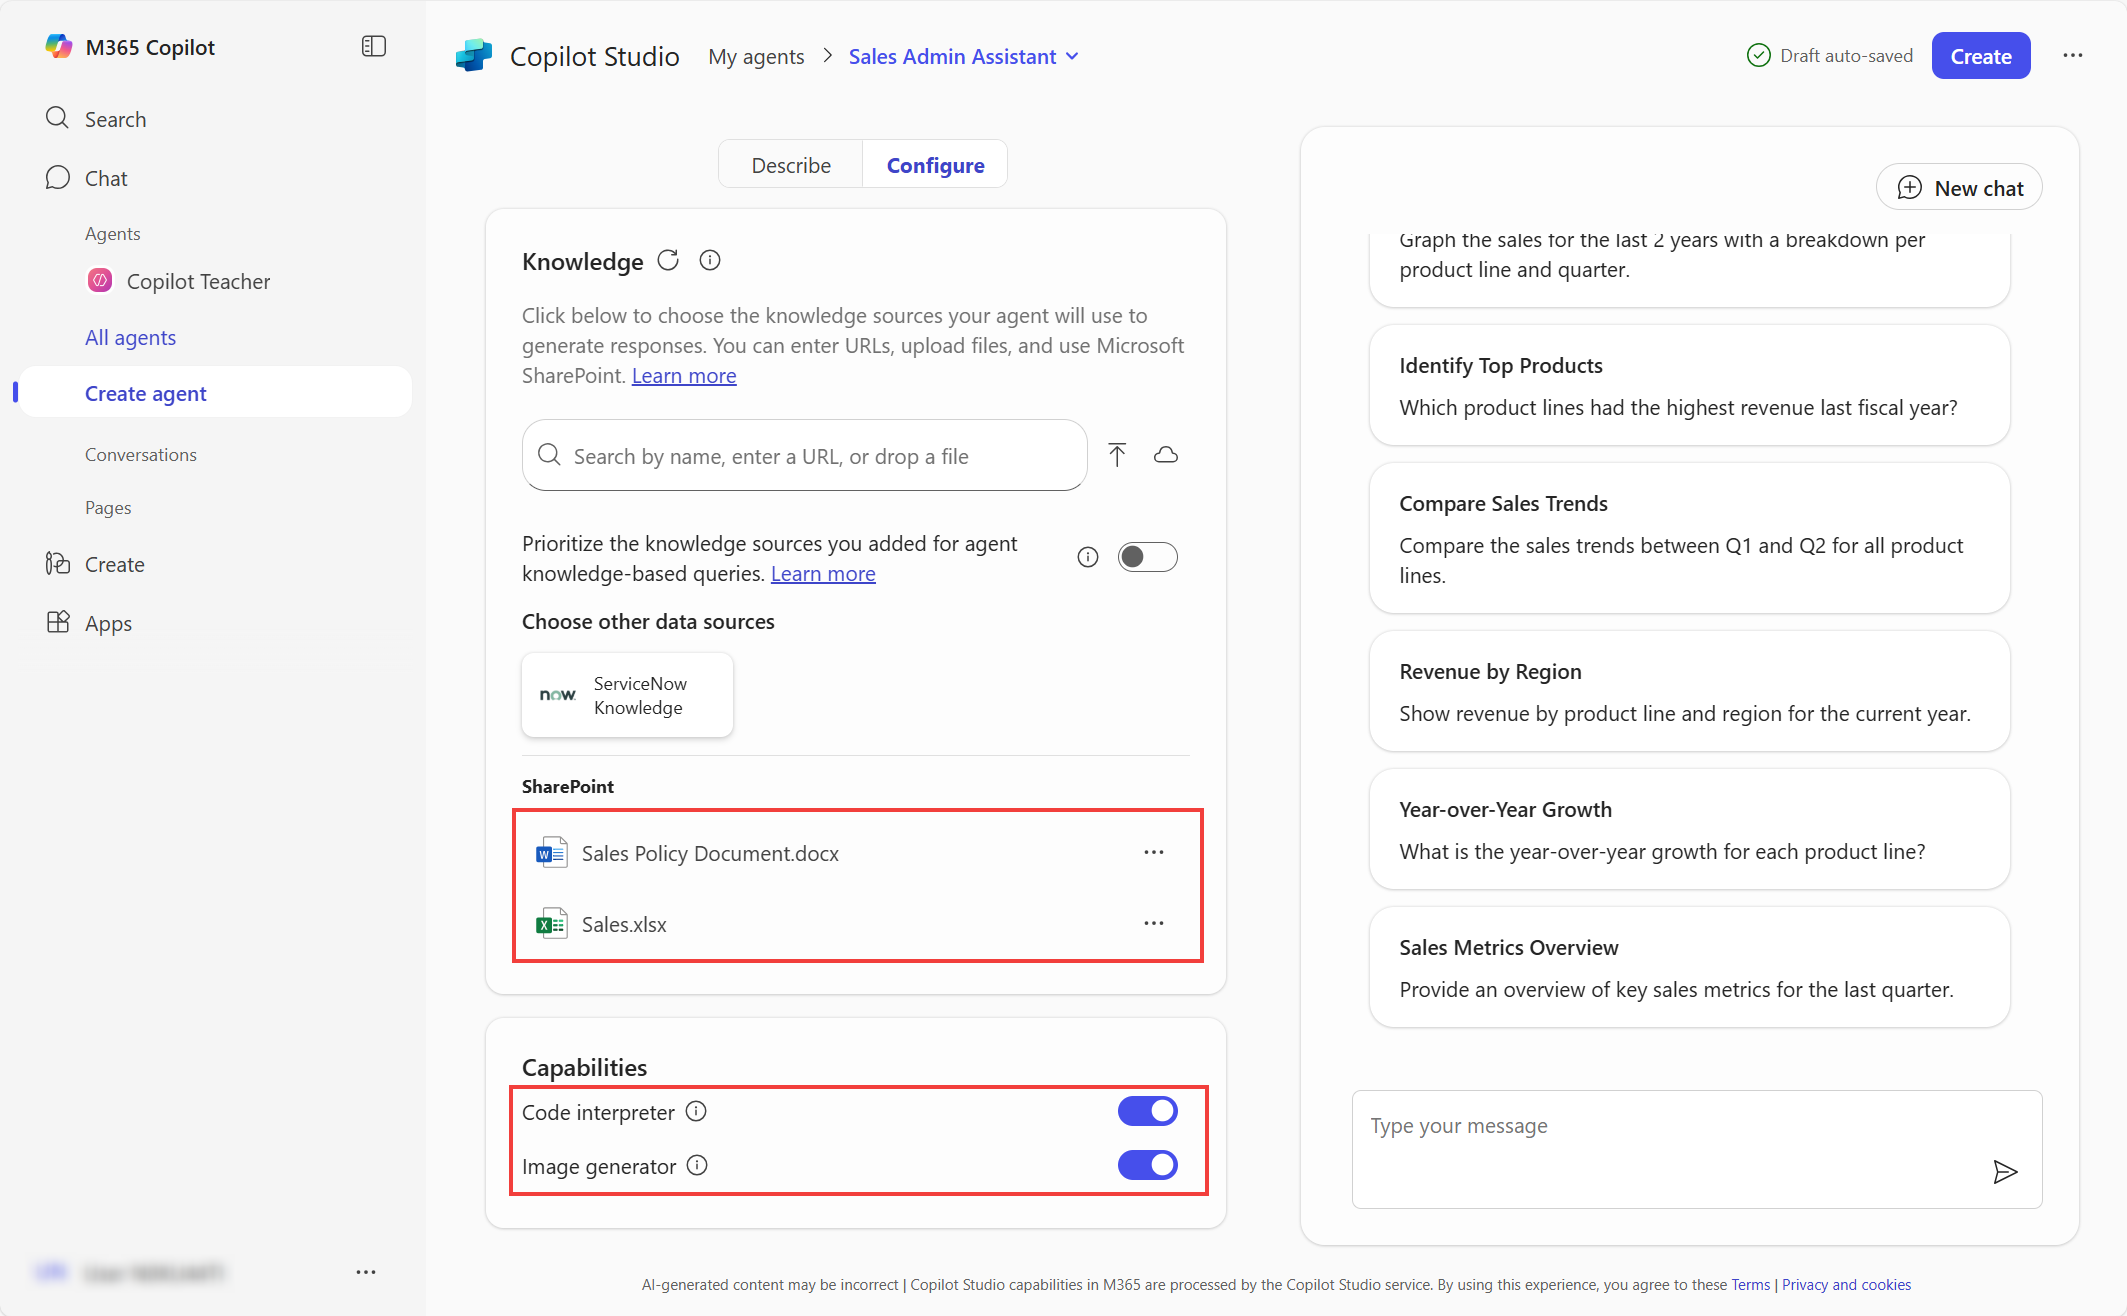 M365 Copilot
Search
Chat
Agents
Copilot Teacher
All agents
Create agent
Conversations
Pages
Create
Apps
Copilot Studio
My agents
Sales Admin Assistant
Draft auto-saved
Create
Describe
Configure
Knowledge
Click below to choose the knowledge sources your agent will use to
generate responses. You can enter URLs, upload files, and use Microsoft
SharePoint. Learn more
Search by name, enter a URL, or drop a file
Prioritize the knowledge sources you added for agent
knowledge-based queries. Learn more
Choose other data sources
now.
ServiceNow
Knowledge
SharePoint
Sales Policy Document.docx
Sales.xlsx
Capabilities
Code interpreter
Image generator
New chat
Graph the sales for the last 2 years with a breakdown per
product line and quarter.
Identify Top Products
Which product lines had the highest revenue last fiscal year?
Compare Sales Trends
Compare the sales trends between Q1 and Q2 for all product
lines.
Revenue by Region
Show revenue by product line and region for the current year.
Year-over-Year Growth
What is the year-over-year growth for each product line?
Sales Metrics Overview
Provide an overview of key sales metrics for the last quarter.
Type your message
AI-generated content may be incorrect | Copilot Studio capabilities in M365 are processed by the Copilot Studio service. By using this experience, you agree to these Terms | Privacy and cookies